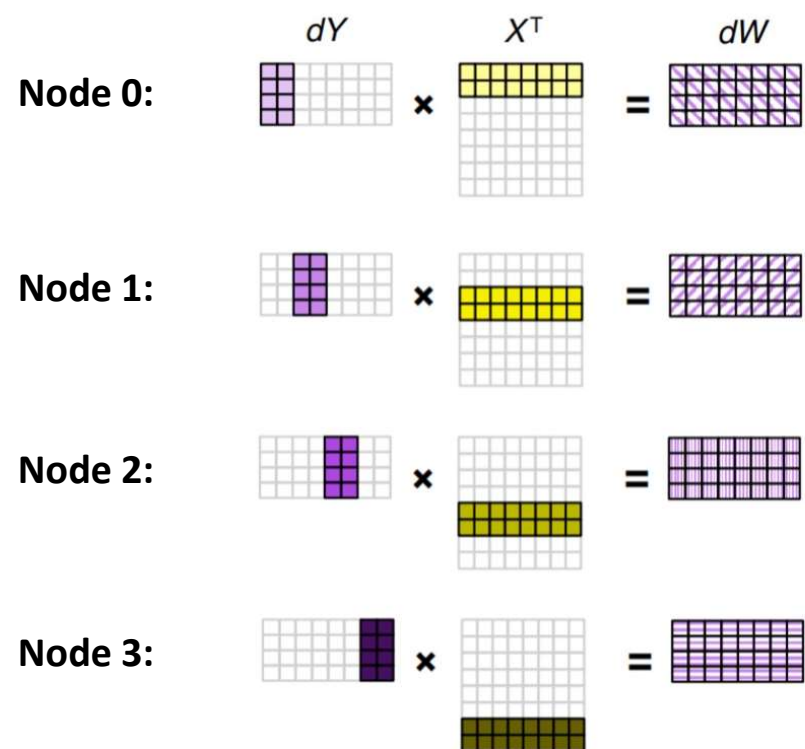 dY X^T dW
Node 0: × =
Node 1: × =
Node 2: × =
Node 3: × =